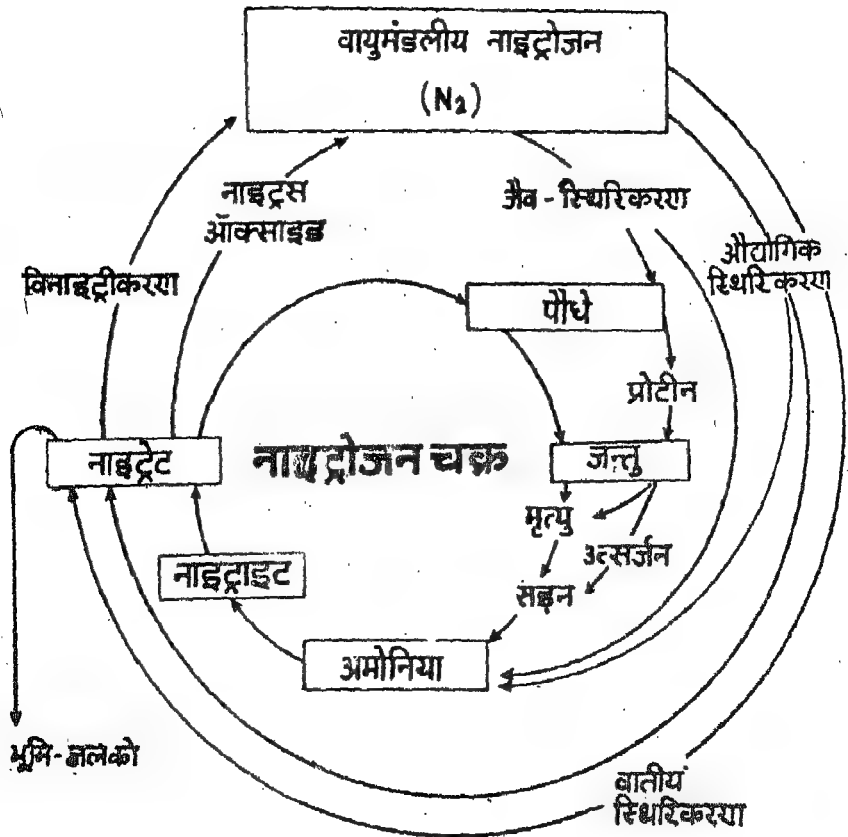 वायुमंडलीय नाइट्रोजन
(N₂)
नाइट्रस
ऑक्साइड
जैव-स्थिरिकरण
औद्योगिक
स्थिरिकरण
विनाइट्रीकरण
पौधे
प्रोटीन
नाइट्रेट
नाइट्रोजन चक्र
जन्तु
मृत्यु
उत्सर्जन
नाइट्राइट
सड़न
अमोनिया
भूमि-जल को
वातीयं
स्थिरिकरण